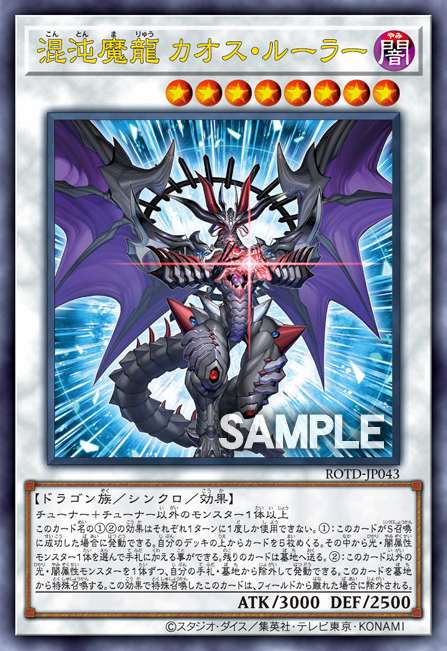 混沌魔龍 カオス・ルーラー
闇
SAMPLE
ROTD-JP043
【ドラゴン族／シンクロ／効果】
チューナー＋チューナー以外のモンスター1体以上
このカード名の①②の効果はそれぞれ1ターンに1度しか使用できない。①：このカードがS召喚
に成功した場合に発動できる。自分のデッキの上からカードを5枚めくる。その中から光・闇属性
モンスター1体を選んで手札に加える事ができる。残りのカードは墓地へ送る。②：このカード以外の
光・闇属性モンスターを1体ずつ、自分の手札・墓地から除外して発動できる。このカードを墓地
から特殊召喚する。この効果で特殊召喚したこのカードは、フィールドから離れた場合に除外される。
ATK/3000 DEF/2500
©スタジオ・ダイス／集英社・テレビ東京・KONAMI